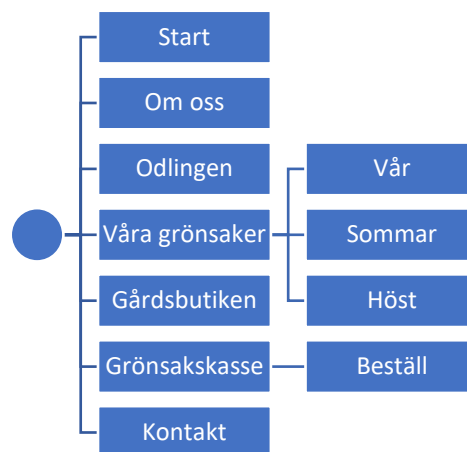 Start
Om oss
Odlingen
Våra grönsaker
Vår
Sommar
Höst
Gårdsbutiken
Grönsakskasse
Beställ
Kontakt